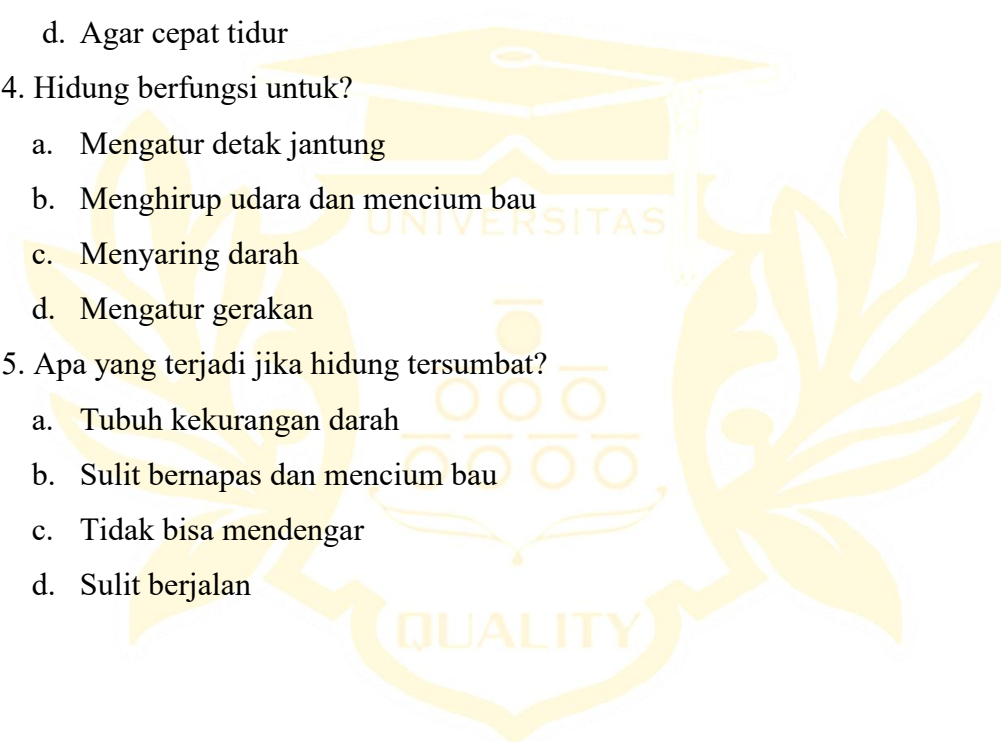 d. Agar cepat tidur
4. Hidung berfungsi untuk?
a. Mengatur detak jantung
b. Menghirup udara dan mencium bau
UNIVERSITAS
c. Menyaring darah
d. Mengatur gerakan
5. Apa yang terjadi jika hidung tersumbat?
a. Tubuh kekurangan darah
b. Sulit bernapas dan mencium bau
c. Tidak bisa mendengar
d. Sulit berjalan
QUALITY